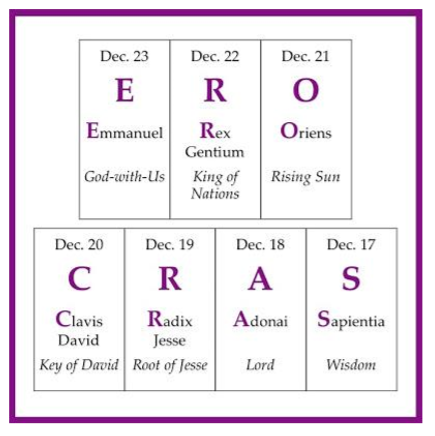 Dec. 23
E
Emmanuel
God-with-Us
Dec. 22
R
Rex
Gentium
King of
Nations
Dec. 21
O
Oriens
Rising Sun
Dec. 20
C
Clavis
David
Key of David
Dec. 19
R
Radix
Jesse
Root of Jesse
Dec. 18
A
Adonai
Lord
Dec. 17
S
Sapientia
Wisdom